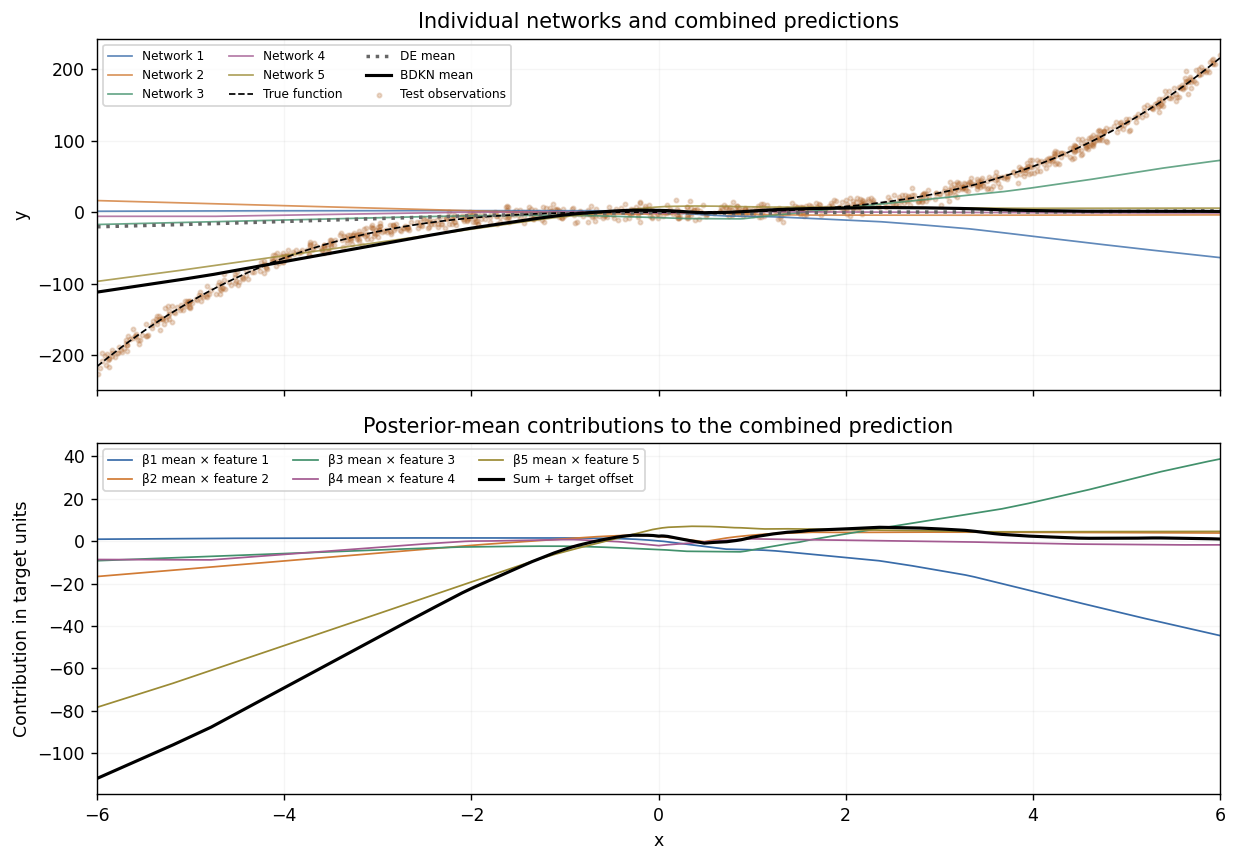 Individual networks and combined predictions
Network 1
Network 2
Network 3
Network 4
Network 5
True function
DE mean
BDKN mean
Test observations
200
100
0
−100
−200
y
Posterior-mean contributions to the combined prediction
β1 mean × feature 1
β2 mean × feature 2
β3 mean × feature 3
β4 mean × feature 4
β5 mean × feature 5
Sum + target offset
40
20
0
−20
−40
−60
−80
−100
Contribution in target units
−6
−4
−2
0
2
4
6
x